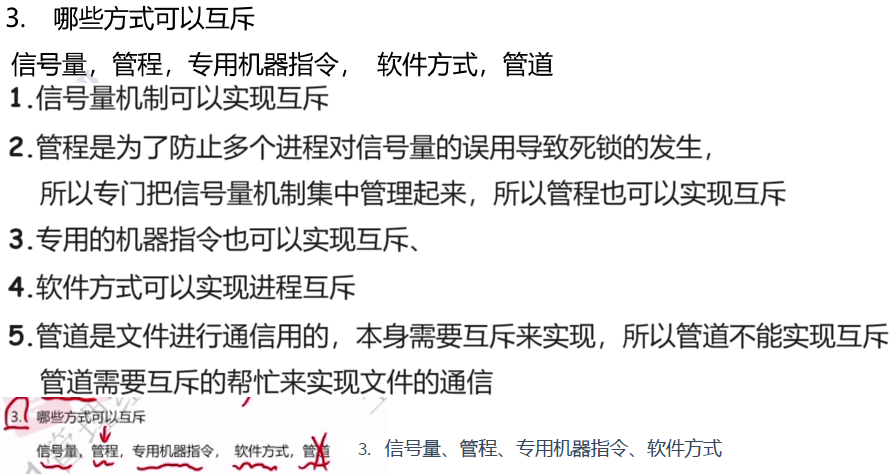 3. 哪些方式可以互斥
信号量，管程，专用机器指令， 软件方式，管道
1.信号量机制可以实现互斥
2.管程是为了防止多个进程对信号量的误用导致死锁的发生，
所以专门把信号量机制集中管理起来，所以管程也可以实现互斥
3.专用的机器指令也可以实现互斥、
4.软件方式可以实现进程互斥
5.管道是文件进行通信用的，本身需要互斥来实现，所以管道不能实现互斥
管道需要互斥的帮忙来实现文件的通信
3. 哪些方式可以互斥
信号量，管程，专用机器指令， 软件方式，管道
3. 信号量、管程、专用机器指令、软件方式